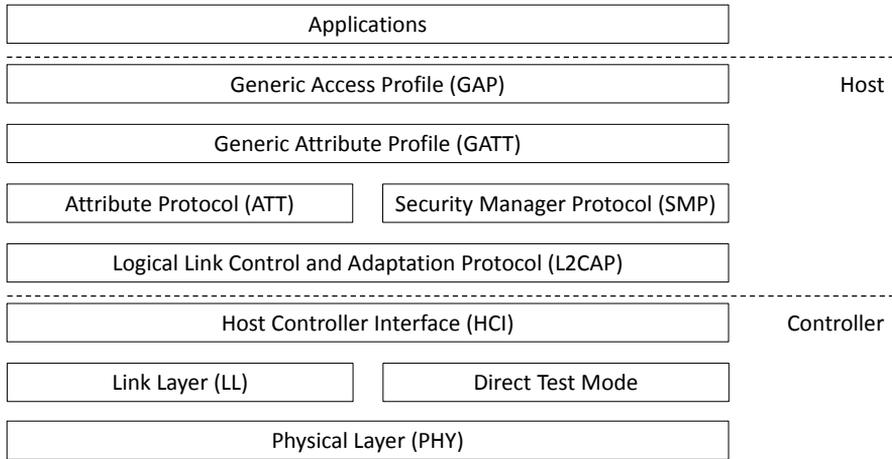 Applications
Generic Access Profile (GAP)
Host
Generic Attribute Profile (GATT)
Attribute Protocol (ATT)
Security Manager Protocol (SMP)
Logical Link Control and Adaptation Protocol (L2CAP)
Host Controller Interface (HCI)
Controller
Link Layer (LL)
Direct Test Mode
Physical Layer (PHY)